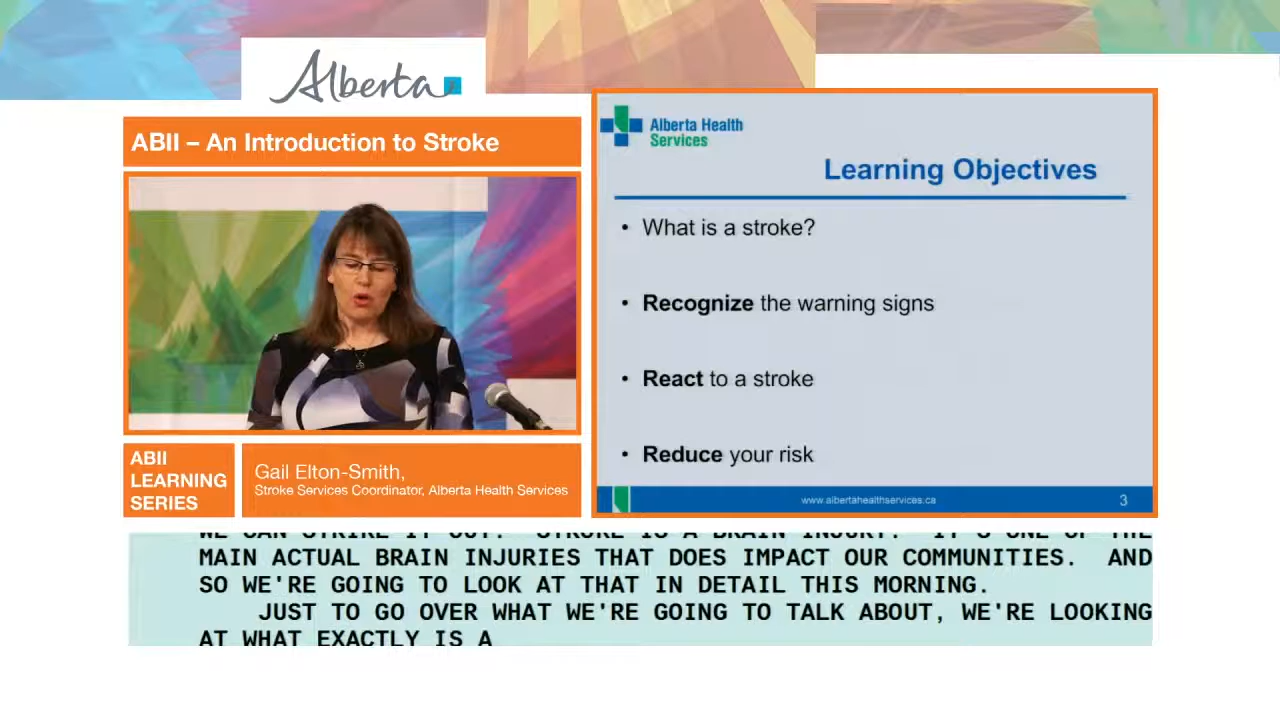 Alberta
ABII – An Introduction to Stroke
Alberta Health
Services
Learning Objectives
• What is a stroke?
• Recognize the warning signs
• React to a stroke
• Reduce your risk
www.albertahealthservices.ca
3
ABII
LEARNING
SERIES
Gail Elton-Smith,
Stroke Services Coordinator, Alberta Health Services
WE CAN STRIKE IT OUT. STROKE IS A BRAIN INJURY. IT'S ONE OF THE
MAIN ACTUAL BRAIN INJURIES THAT DOES IMPACT OUR COMMUNITIES. AND
SO WE'RE GOING TO LOOK AT THAT IN DETAIL THIS MORNING.
JUST TO GO OVER WHAT WE'RE GOING TO TALK ABOUT, WE'RE LOOKING
AT WHAT EXACTLY IS A